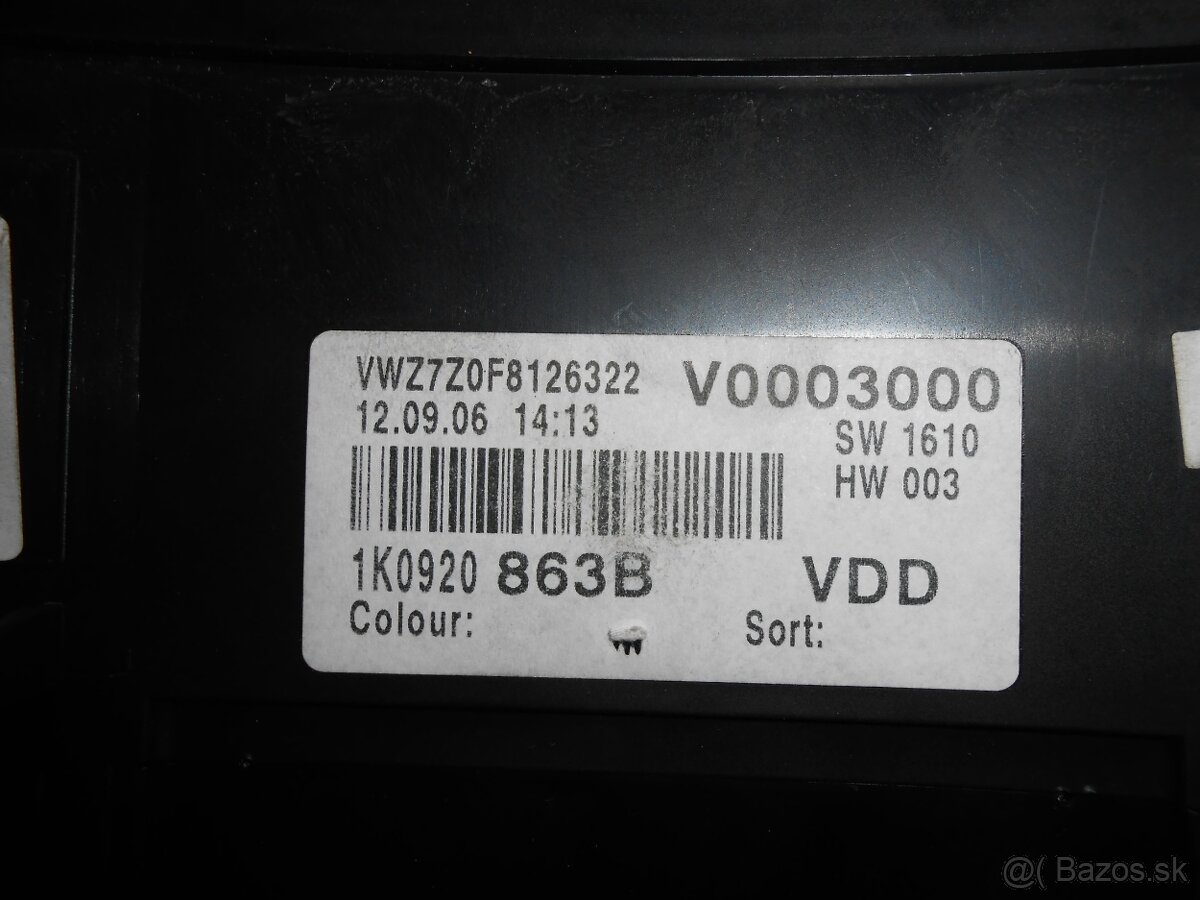 VWZ7Z0F8126322 V0003000
12.09.06 14:13 SW 1610
HW 003
1K0920 863B VDD
Colour: Sort:
@( Bazos.sk